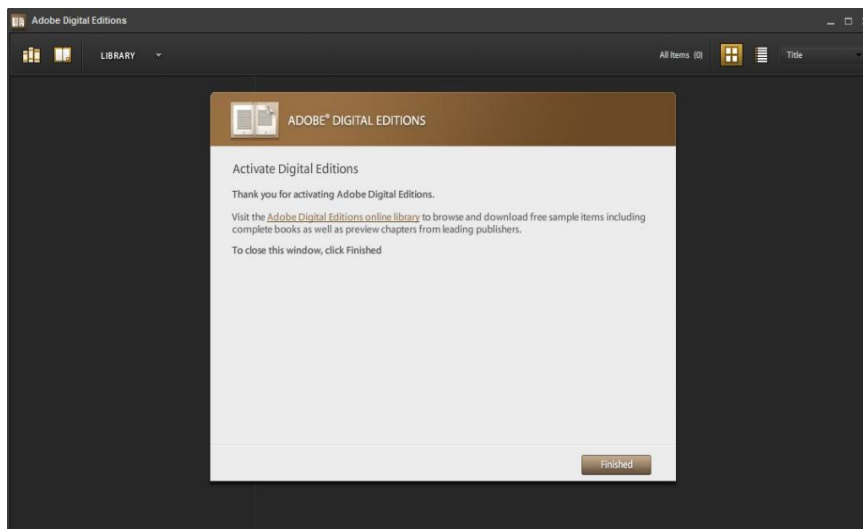 Adobe Digital Editions
LIBRARY
All Items (0)
Title
ADOBE® DIGITAL EDITIONS
Activate Digital Editions
Thank you for activating Adobe Digital Editions.
Visit the Adobe Digital Editions online library to browse and download free sample items including
complete books as well as preview chapters from leading publishers.
To close this window, click Finished
Finished